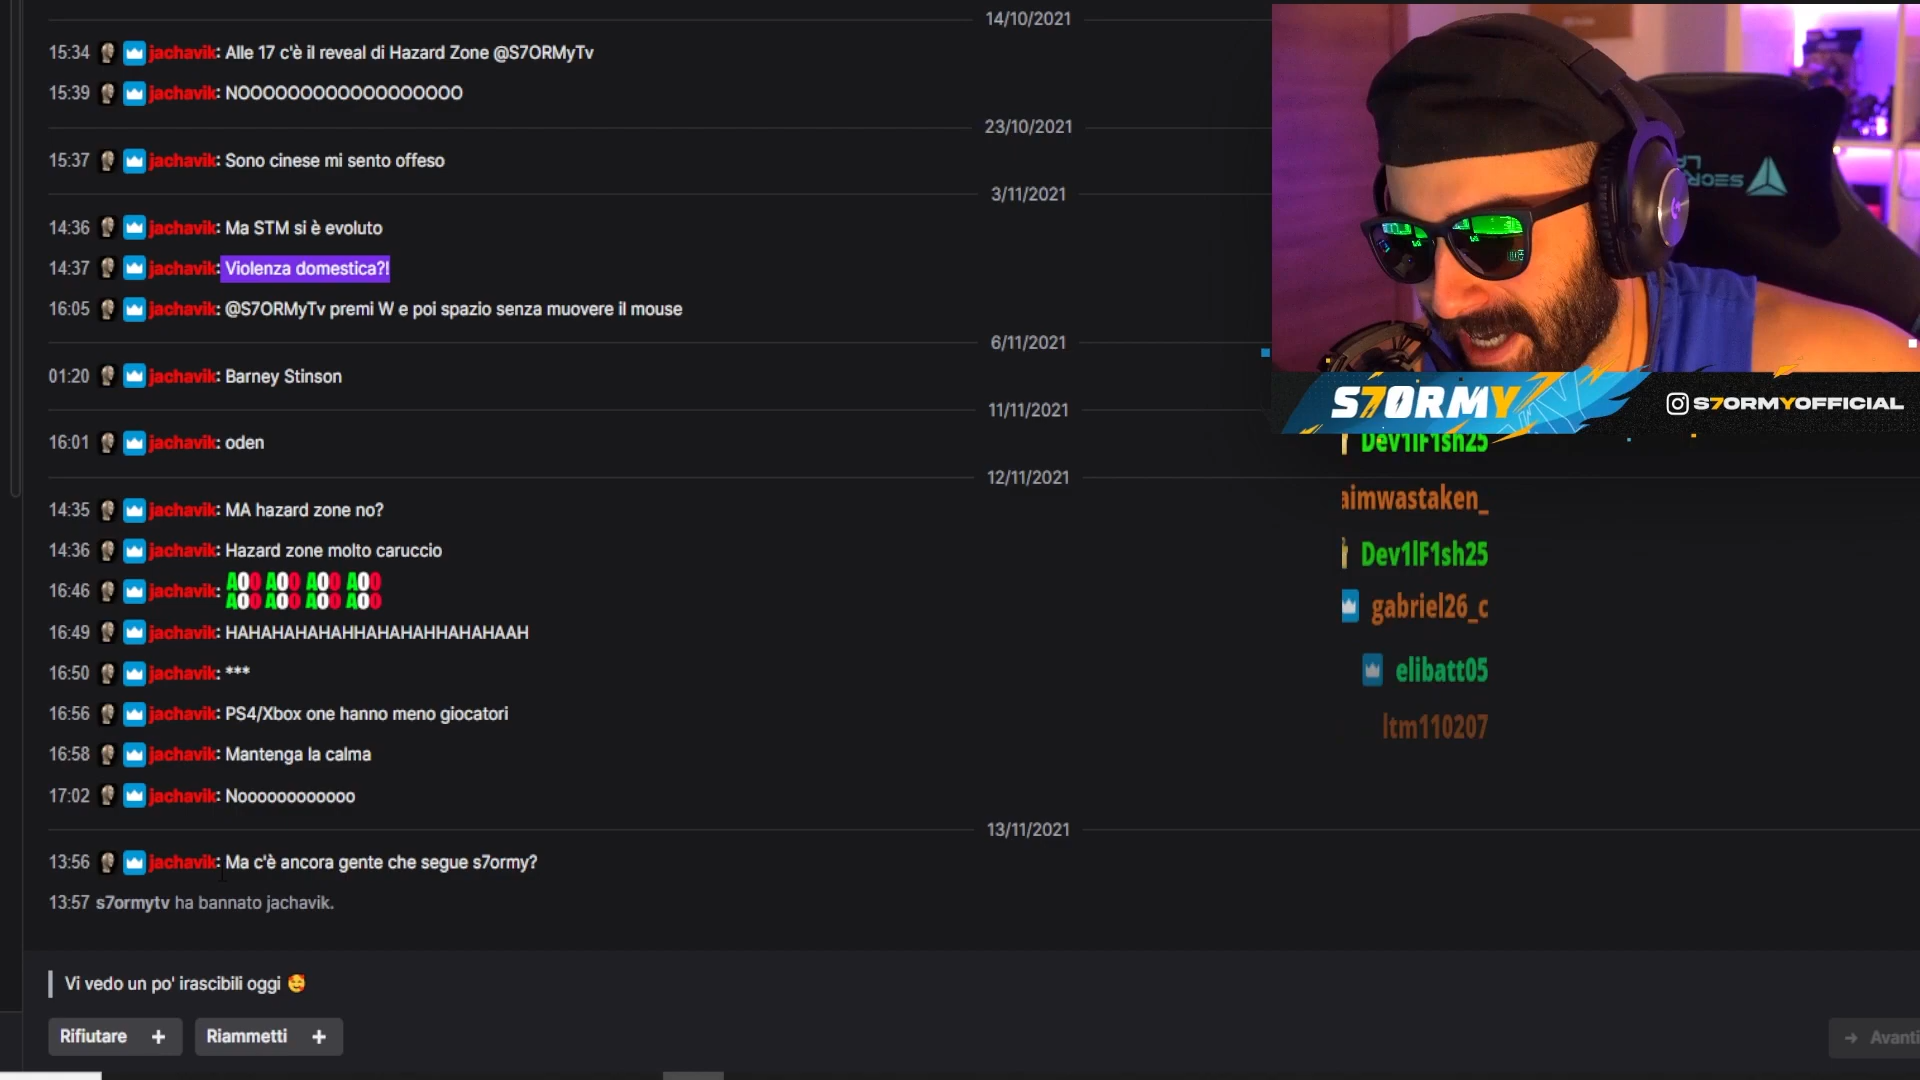 14/10/2021
15:34 jachavik: Alle 17 c'è il reveal di Hazard Zone @S7ORMyTv
15:39 jachavik: NOOOOOOOOOOOOOOOOOO
23/10/2021
15:37 jachavik: Sono cinese mi sento offeso
3/11/2021
14:36 jachavik: Ma STM si è evoluto
14:37 jachavik: Violenza domestica?!
16:05 jachavik: @S7ORMyTv premi W e poi spazio senza muovere il mouse
6/11/2021
01:20 jachavik: Barney Stinson
11/11/2021
16:01 jachavik: oden
12/11/2021
14:35 jachavik: MA hazard zone no?
14:36 jachavik: Hazard zone molto caruccio
16:46 jachavik: AOO AOO AOO AOO
AOO AOO AOO AOO
16:49 jachavik: HAHAHAHAHAHHAHAHAHHAHAHAAH
16:50 jachavik: ***
16:56 jachavik: PS4/Xbox one hanno meno giocatori
16:58 jachavik: Mantenga la calma
17:02 jachavik: Noooooooooooo
13/11/2021
13:56 jachavik: Ma c'è ancora gente che segue s7ormy?
13:57 s7ormytv ha bannato jachavik.
Vi vedo un po' irascibili oggi 🥰
Rifiutare + Riammetti +
→ Avanti
S7ORMY
S7ORMYOFFICIAL
Dev1lF1sh25
aimwastaken_
Dev1lF1sh25
gabriel26_c
elibatt05
ltm110207